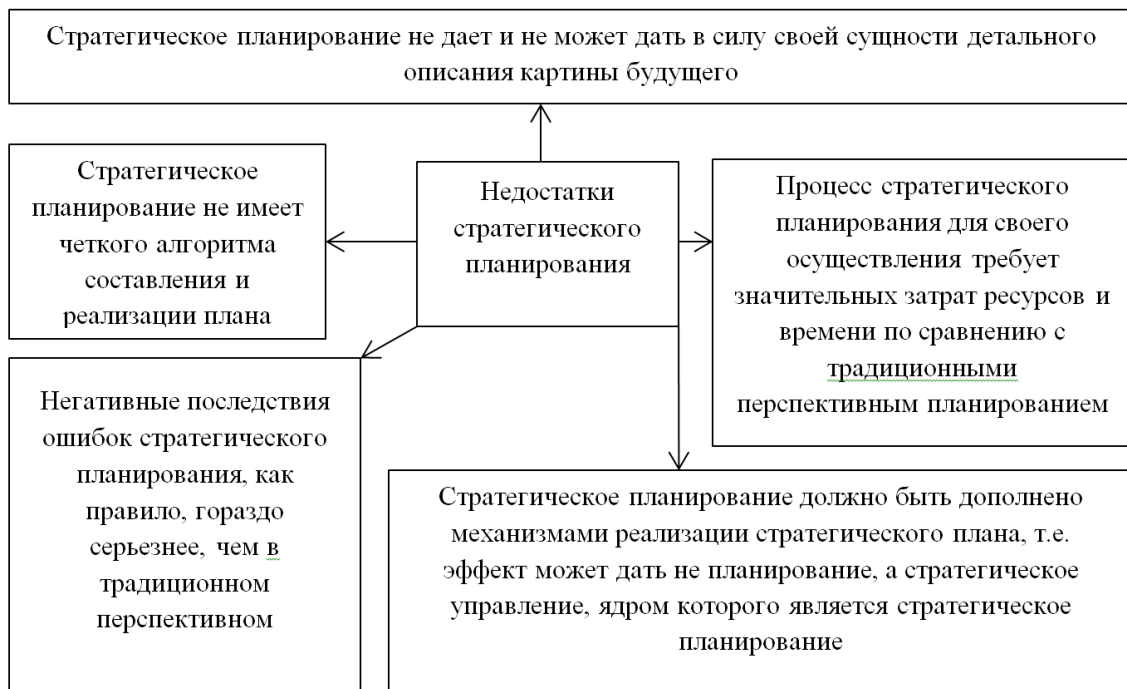 Стратегическое планирование не дает и не может дать в силу своей сущности детального
описания картины будущего
Стратегическое
планирование не имеет
четкого алгоритма
составления и
реализации плана
Недостатки
стратегического
планирования
Процесс стратегического
планирования для своего
осуществления требует
значительных затрат ресурсов и
времени по сравнению с
традиционными
перспективным планированием
Негативные последствия
ошибок стратегического
планирования, как
правило, гораздо
серьезнее, чем в
традиционном
перспективном
Стратегическое планирование должно быть дополнено
механизмами реализации стратегического плана, т.е.
эффект может дать не планирование, а стратегическое
управление, ядром которого является стратегическое
планирование